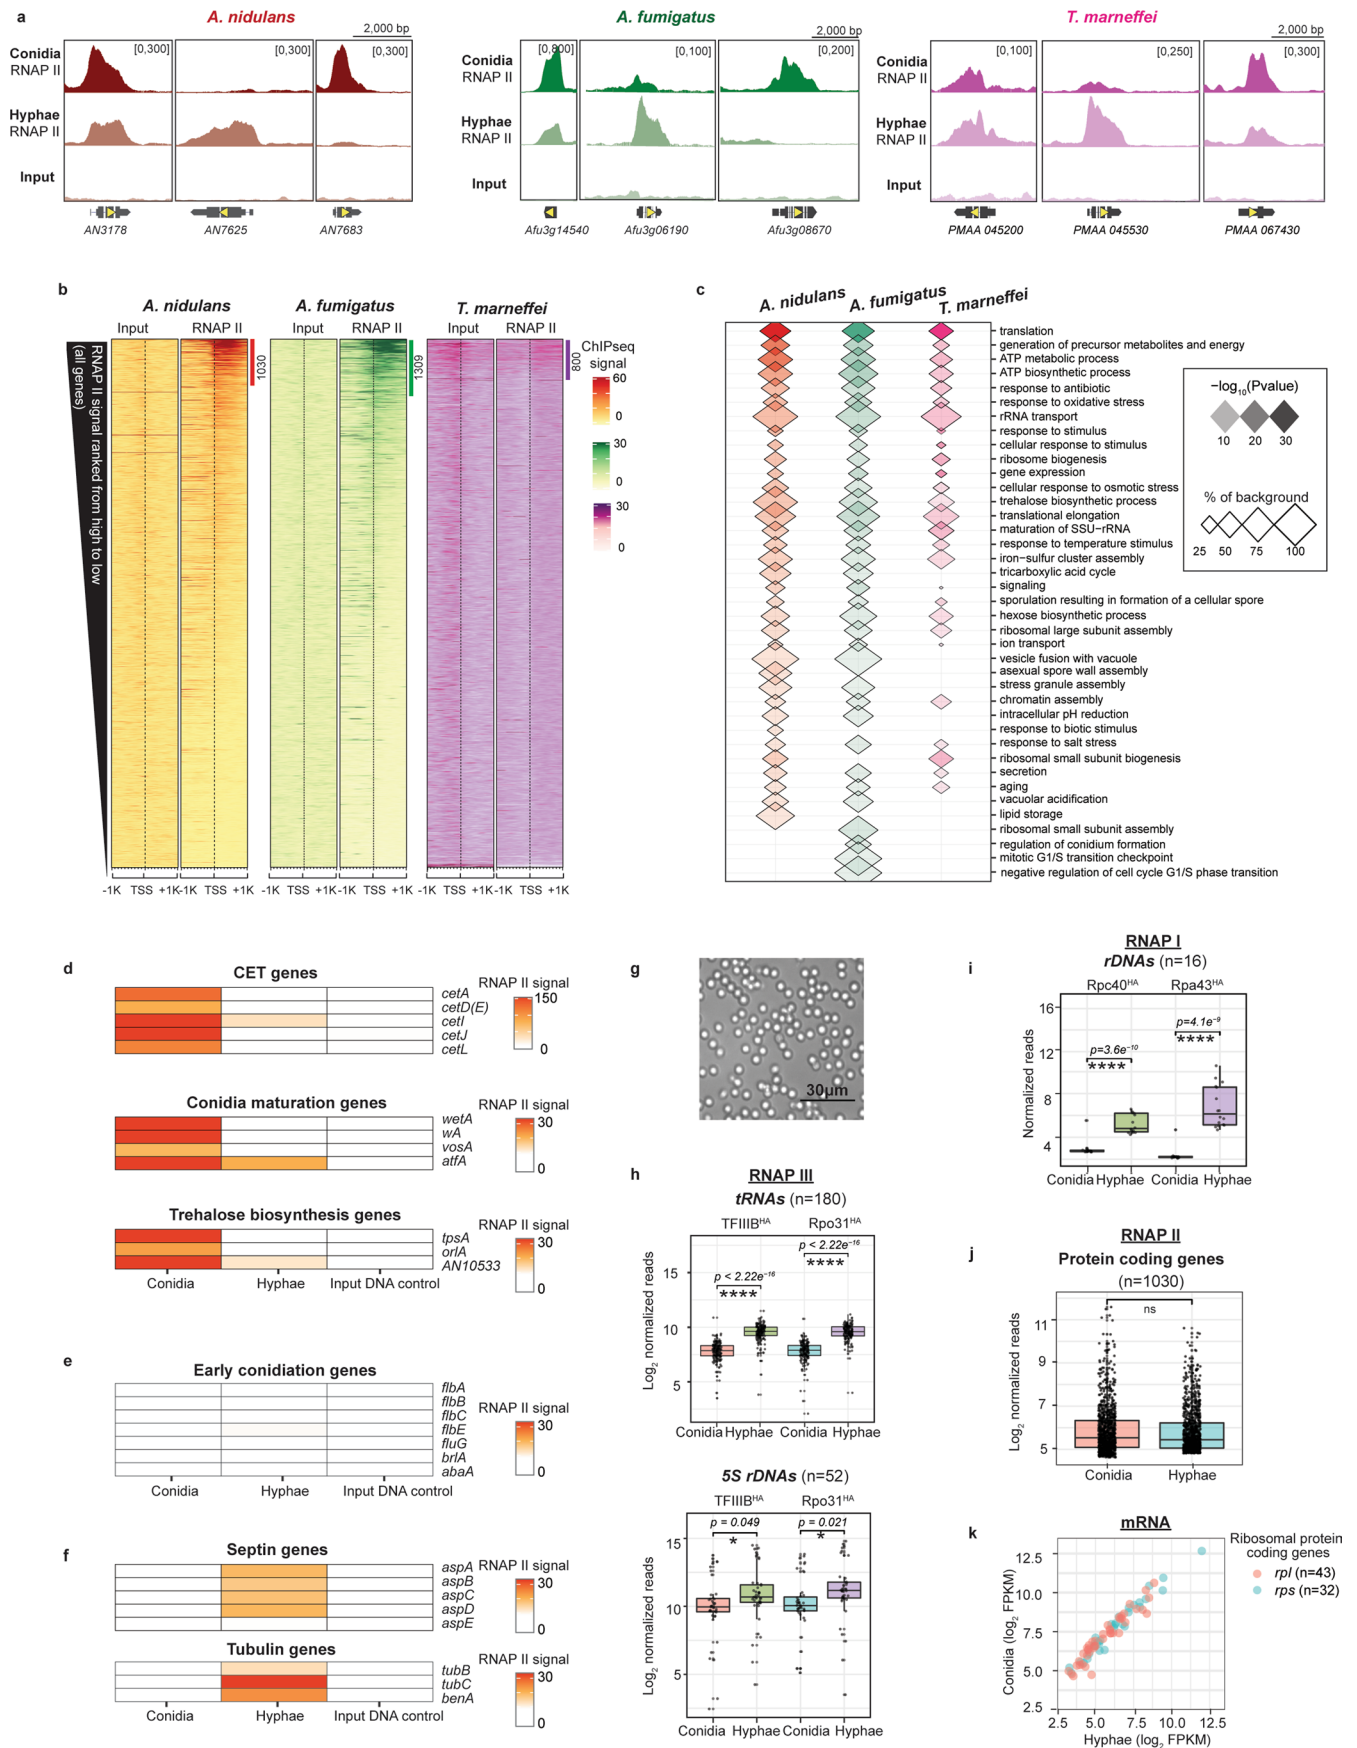 a
A. nidulans
A. fumigatus
T. marneffei
2,000 bp
2,000 bp
2,000 bp
Conidia
RNAP II
[0,300]
[0,300]
[0,300]
Hyphae
RNAP II
Input
AN3178
AN7625
AN7683
Conidia
RNAP II
[0,800]
[0,100]
[0,200]
Hyphae
RNAP II
Input
Afu3g14540
Afu3g06190
Afu3g08670
Conidia
RNAP II
[0,100]
[0,250]
[0,300]
Hyphae
RNAP II
Input
PMAA 045200
PMAA 045530
PMAA 067430
b
A. nidulans
A. fumigatus
T. marneffei
Input
RNAP II
Input
RNAP II
Input
RNAP II
RNAP II signal ranked from high to low
(all genes)
1030
1309
800
ChIPseq
signal
60
0
30
0
30
0
-1K TSS +1K
-1K TSS +1K
-1K TSS +1K
-1K TSS +1K
-1K TSS +1K
-1K TSS +1K
c
A. nidulans
A. fumigatus
T. marneffei
translation
generation of precursor metabolites and energy
ATP metabolic process
ATP biosynthetic process
response to antibiotic
response to oxidative stress
rRNA transport
response to stimulus
cellular response to stimulus
ribosome biogenesis
gene expression
cellular response to osmotic stress
trehalose biosynthetic process
translational elongation
maturation of SSU−rRNA
response to temperature stimulus
iron−sulfur cluster assembly
tricarboxylic acid cycle
signaling
sporulation resulting in formation of a cellular spore
hexose biosynthetic process
ribosomal large subunit assembly
ion transport
vesicle fusion with vacuole
asexual spore wall assembly
stress granule assembly
chromatin assembly
intracellular pH reduction
response to biotic stimulus
response to salt stress
ribosomal small subunit biogenesis
secretion
aging
vacuolar acidification
lipid storage
ribosomal small subunit assembly
regulation of conidium formation
mitotic G1/S transition checkpoint
negative regulation of cell cycle G1/S phase transition
−log10(Pvalue)
10 20 30
% of background
25 50 75 100
d
CET genes
cetA
cetD(E)
cetI
cetJ
cetL
RNAP II signal
150
0
Conidia maturation genes
wetA
wA
vosA
atfA
RNAP II signal
30
0
Trehalose biosynthesis genes
tpsA
orlA
AN10533
RNAP II signal
30
0
Conidia
Hyphae
Input DNA control
e
Early conidiation genes
flbA
flbB
flbC
flbE
fluG
brlA
abaA
RNAP II signal
30
0
Conidia
Hyphae
Input DNA control
f
Septin genes
aspA
aspB
aspC
aspD
aspE
RNAP II signal
30
0
Tubulin genes
tubB
tubC
benA
RNAP II signal
30
0
Conidia
Hyphae
Input DNA control
g
30µm
h
RNAP III
tRNAs (n=180)
TFIIIBHA
Rpo31HA
p < 2.22e−16
****
p < 2.22e−16
****
Log2 normalized reads
15
10
5
Conidia Hyphae Conidia Hyphae
5S rDNAs (n=52)
TFIIIBHA
Rpo31HA
p = 0.049
*
p = 0.021
*
Log2 normalized reads
15
10
5
Conidia Hyphae Conidia Hyphae
i
RNAP I
rDNAs (n=16)
Rpc40HA
Rpa43HA
p=3.6e−10
****
p=4.1e−9
****
Normalized reads
16
12
8
4
Conidia Hyphae Conidia Hyphae
j
RNAP II
Protein coding genes
(n=1030)
ns
Log2 normalized reads
11
9
7
5
Conidia
Hyphae
k
mRNA
Conidia (log2 FPKM)
12.5
10.0
7.5
5.0
2.5
2.5 5.0 7.5 10.0 12.5
Hyphae (log2 FPKM)
Ribosomal protein
coding genes
rpl (n=43)
rps (n=32)